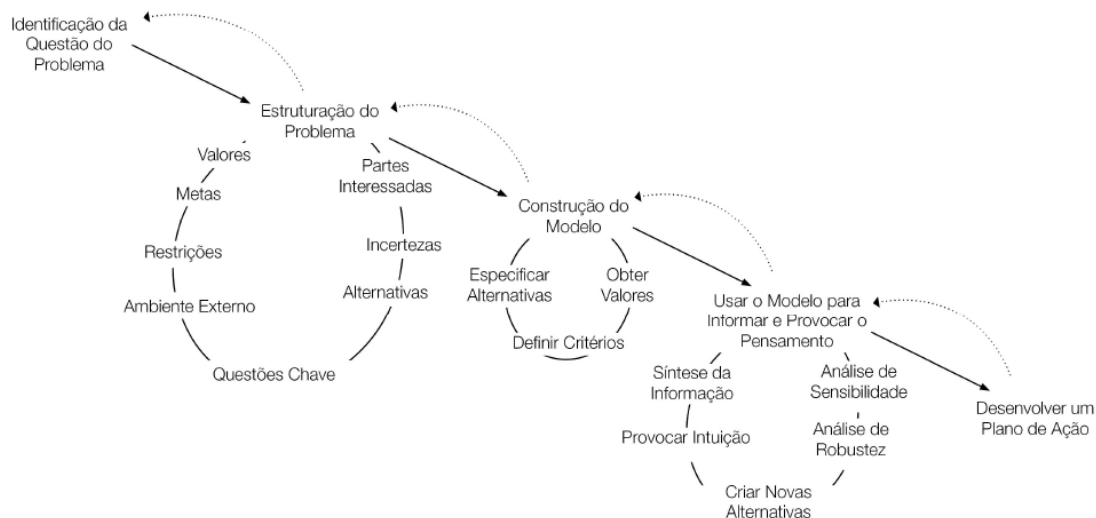 Identificação da
Questão do
Problema
Estruturação do
Problema
Valores
Metas
Restrições
Ambiente Externo
Questões Chave
Partes
Interessadas
Incertezas
Alternativas
Construção do
Modelo
Especificar
Alternativas
Obter
Valores
Definir Critérios
Usar o Modelo para
Informar e Provocar o
Pensamento
Síntese da
Informação
Provocar Intuição
Criar Novas
Alternativas
Análise de
Sensibilidade
Análise de
Robustez
Desenvolver um
Plano de Ação